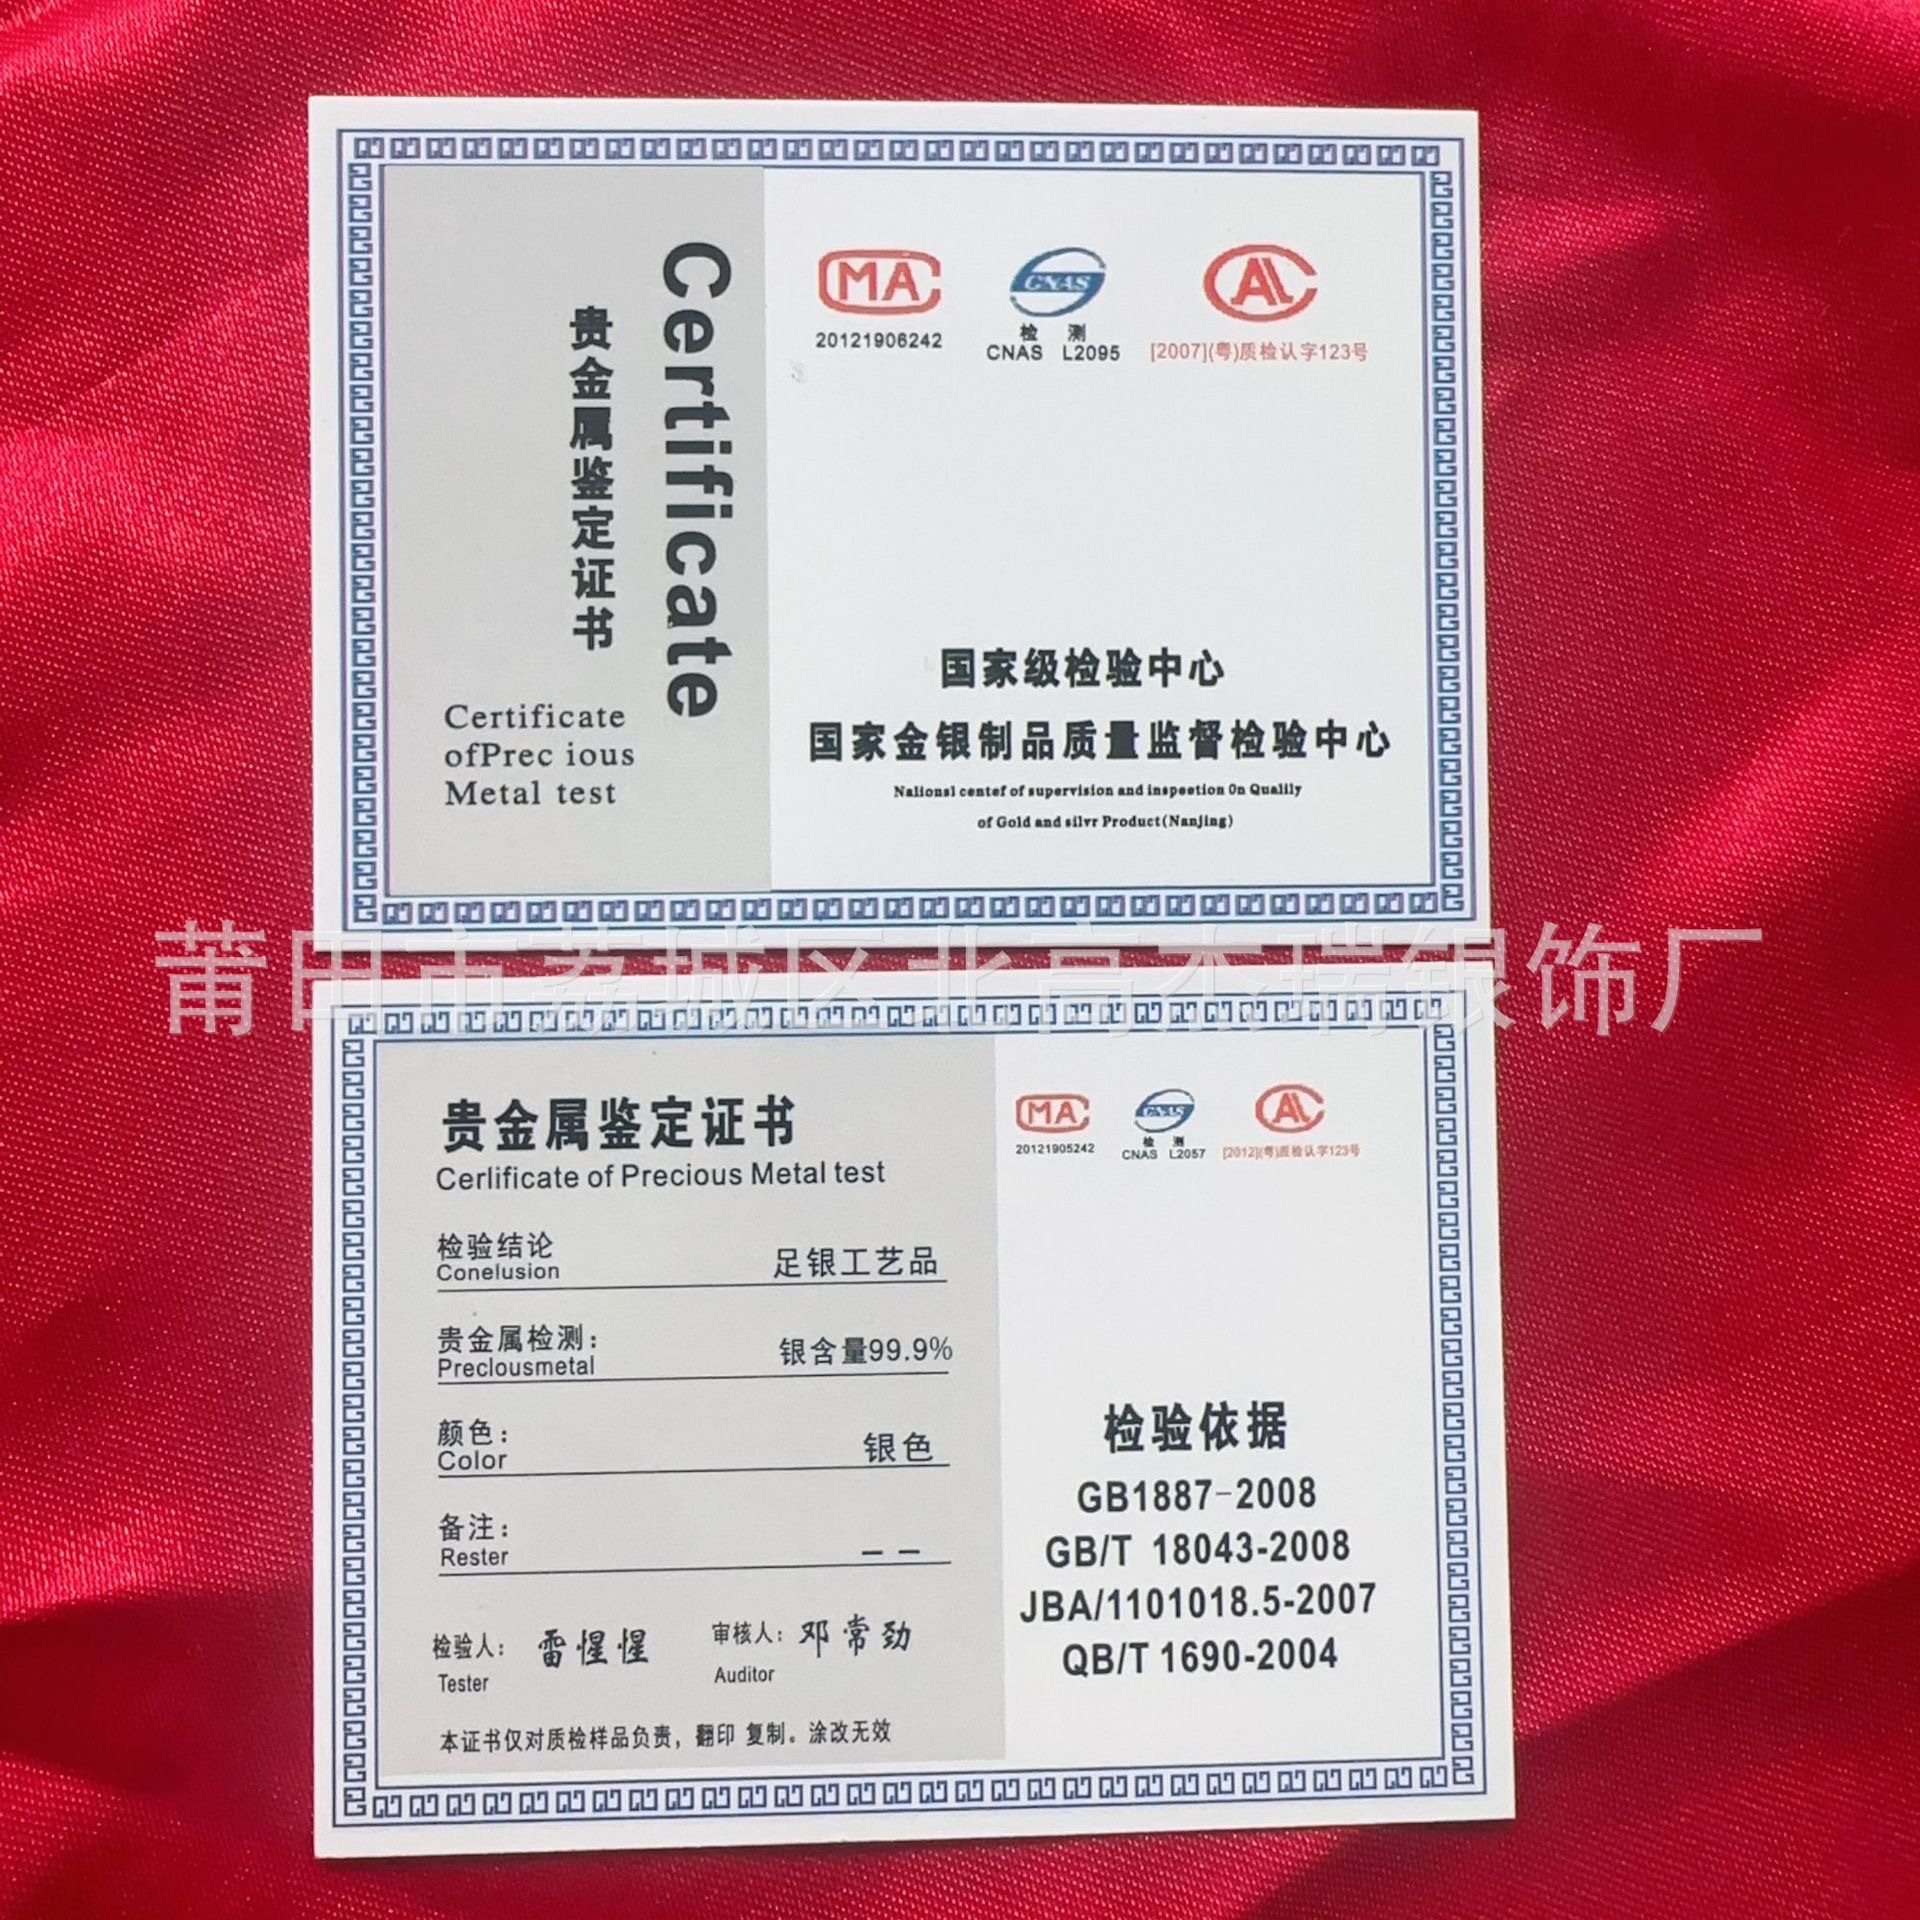 贵金属鉴定证书
Certificate
Certificate
ofPrec ious
Metal test
MA
20121906242
CNAS
检 测
CNAS L2095
AL
[2007](粤)质检认字123号
国家级检验中心
国家金银制品质量监督检验中心
Nalionsl centef of supervision and inspeetion On Qualily
of Gold and silvr Product(Nanjing)
莆田市荔城区北高杰瑞银饰厂
贵金属鉴定证书
Cerlificate of Precious Metal test
检验结论 足银工艺品
Conelusion
贵金属检测： 银含量99.9%
Preclousmetal
颜色： 银色
Color
备注： — —
Rester
检验人： 雷惺惺 审核人： 邓常劲
Tester Auditor
本证书仅对质检样品负责，翻印 复制。涂改无效
MA
20121905242
CNAS
检 测
CNAS L2057
AL
[2012](粤)质检认字123号
检验依据
GB1887-2008
GB/T 18043-2008
JBA/1101018.5-2007
QB/T 1690-2004